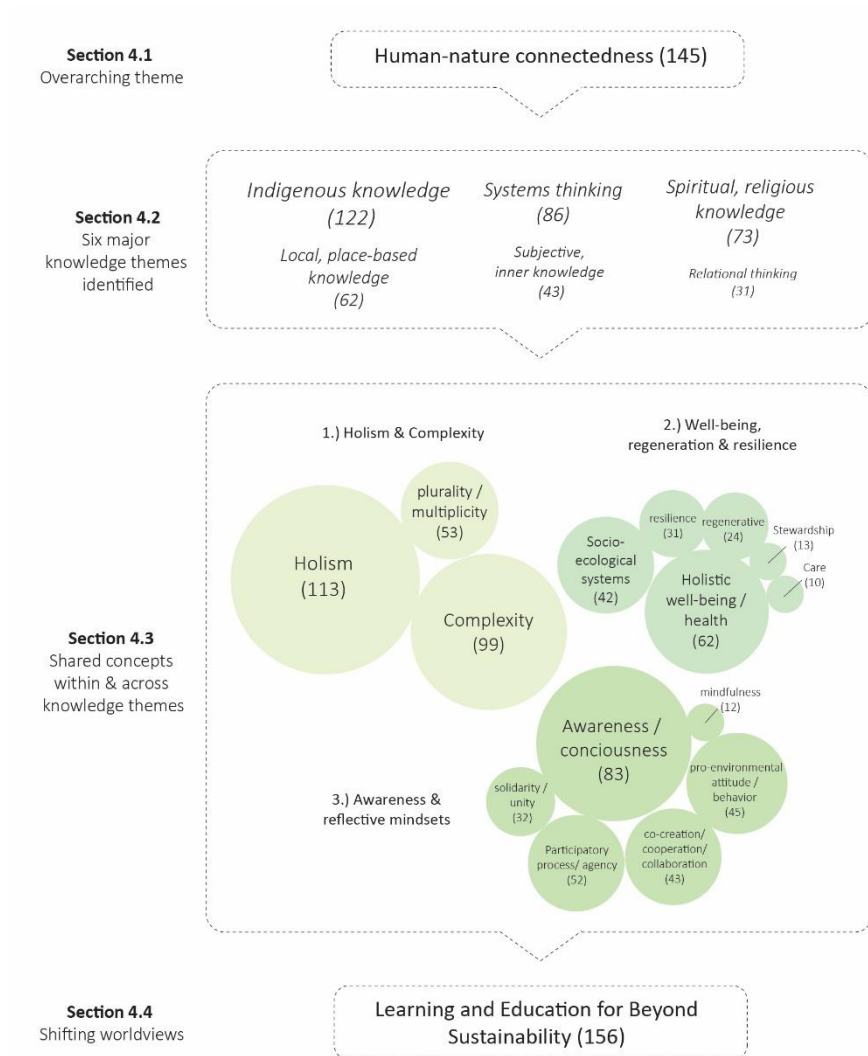 Section 4.1
Overarching theme
Human-nature connectedness (145)
Section 4.2
Six major
knowledge themes
identified
Indigenous knowledge
(122)
Systems thinking
(86)
Spiritual, religious
knowledge
(73)
Local, place-based
knowledge
(62)
Subjective,
inner knowledge
(43)
Relational thinking
(31)
Section 4.3
Shared concepts
within & across
knowledge themes
1.) Holism & Complexity
plurality /
multiplicity
(53)
Holism
(113)
Complexity
(99)
2.) Well-being,
regeneration & resilience
resilience
(31)
regenerative
(24)
Stewardship
(13)
Care
(10)
Socio-
ecological
systems
(42)
Holistic
well-being /
health
(62)
3.) Awareness &
reflective mindsets
Awareness /
conciousness
(83)
mindfulness
(12)
pro-environmental
attitude /
behavior
(45)
solidarity /
unity
(32)
Participatory
process/ agency
(52)
co-creation/
cooperation/
collaboration
(43)
Section 4.4
Shifting worldviews
Learning and Education for Beyond
Sustainability (156)